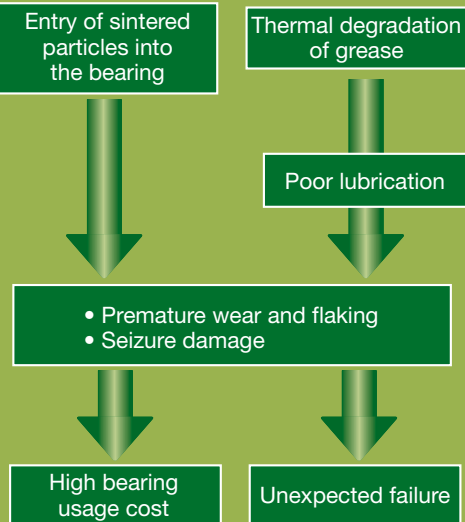 Entry of sintered
particles into
the bearing
Thermal degradation
of grease
Poor lubrication
• Premature wear and flaking
• Seizure damage
High bearing
usage cost
Unexpected failure